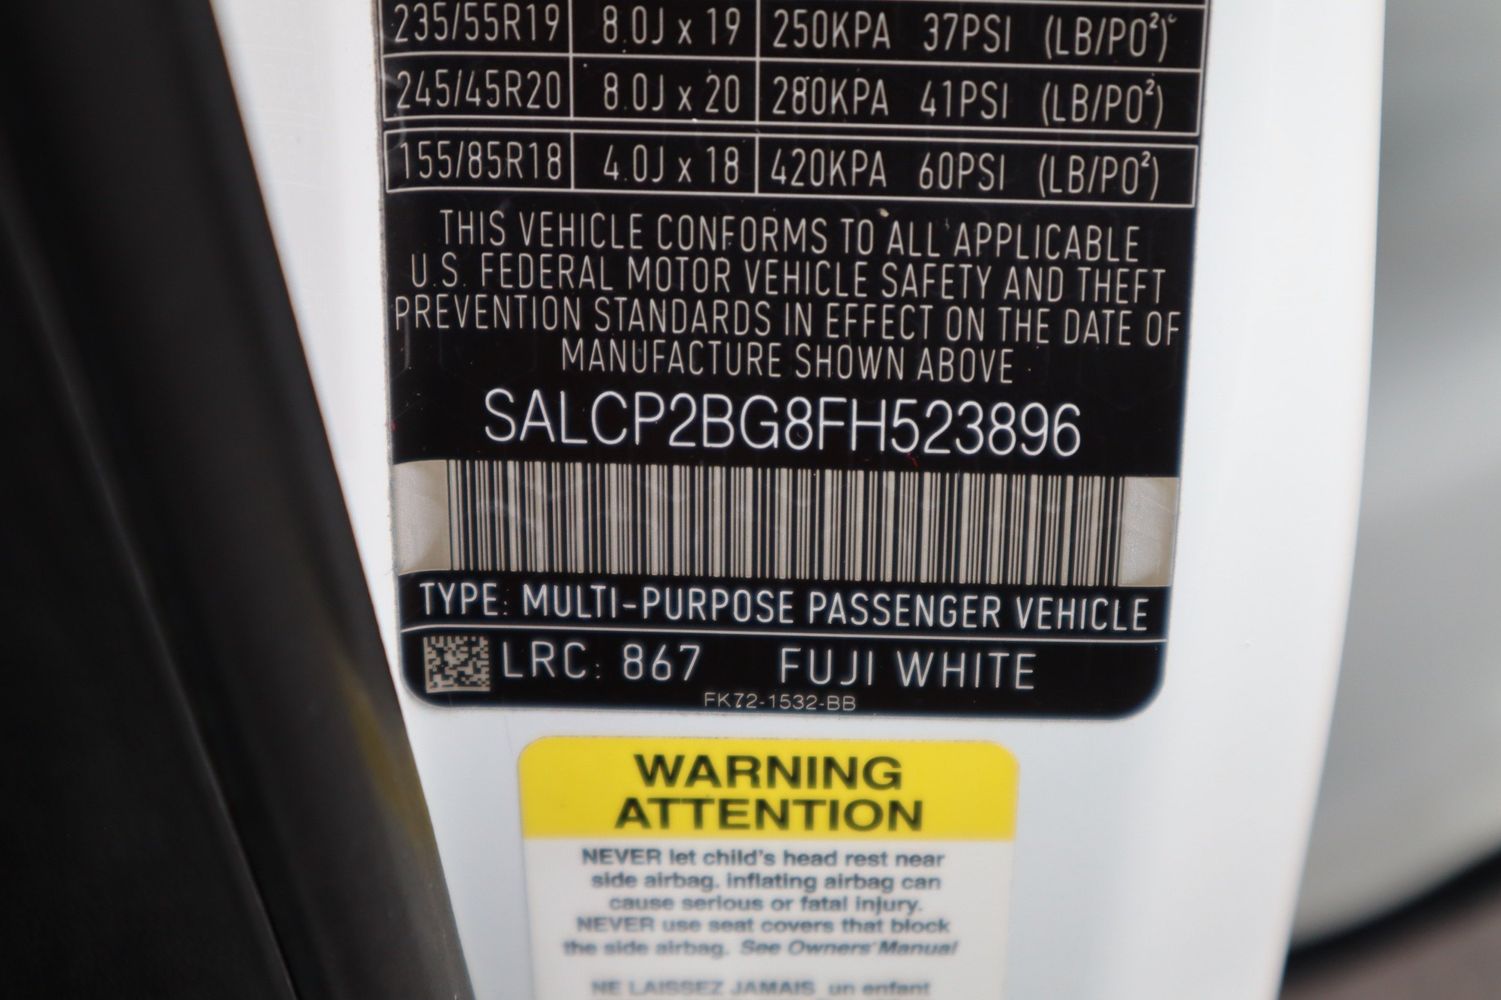 235/55R19 8.0J x 19 250KPA 37PSI (LB/PO²)
245/45R20 8.0J x 20 280KPA 41PSI (LB/PO²)
155/85R18 4.0J x 18 420KPA 60PSI (LB/PO²)
THIS VEHICLE CONFORMS TO ALL APPLICABLE
U.S. FEDERAL MOTOR VEHICLE SAFETY AND THEFT
PREVENTION STANDARDS IN EFFECT ON THE DATE OF
MANUFACTURE SHOWN ABOVE
SALCP2BG8FH523896
TYPE: MULTI-PURPOSE PASSENGER VEHICLE
LRC: 867 FUJI WHITE
FK72-1532-BB
WARNING
ATTENTION
NEVER let child's head rest near
side airbag. Inflating airbag can
cause serious or fatal injury.
NEVER use seat covers that block
the side airbag. See Owners' Manual
NE LAISSEZ JAMAIS un enfant